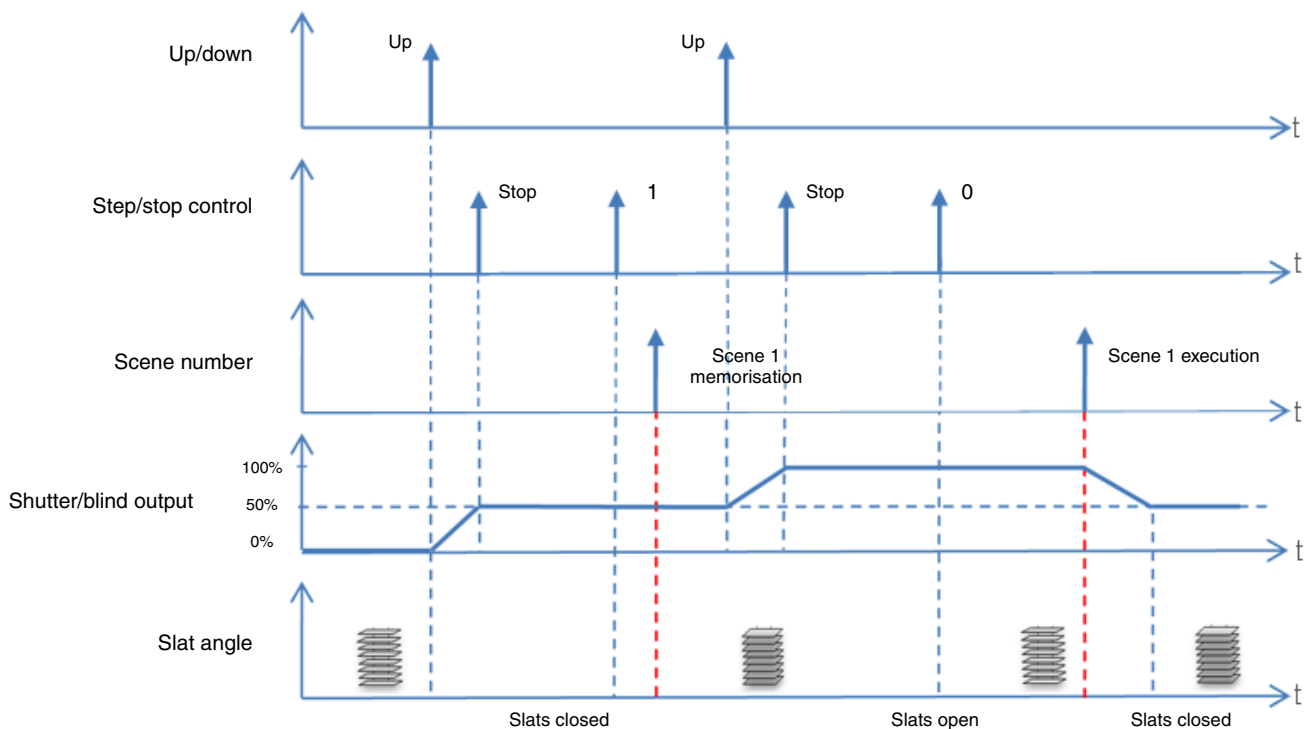 Up/down
Up
Up
t
Step/stop control
Stop
1
Stop
0
t
Scene number
Scene 1
memorisation
Scene 1 execution
t
Shutter/blind output
100%
50%
0%
t
Slat angle
t
Slats closed
Slats open
Slats closed